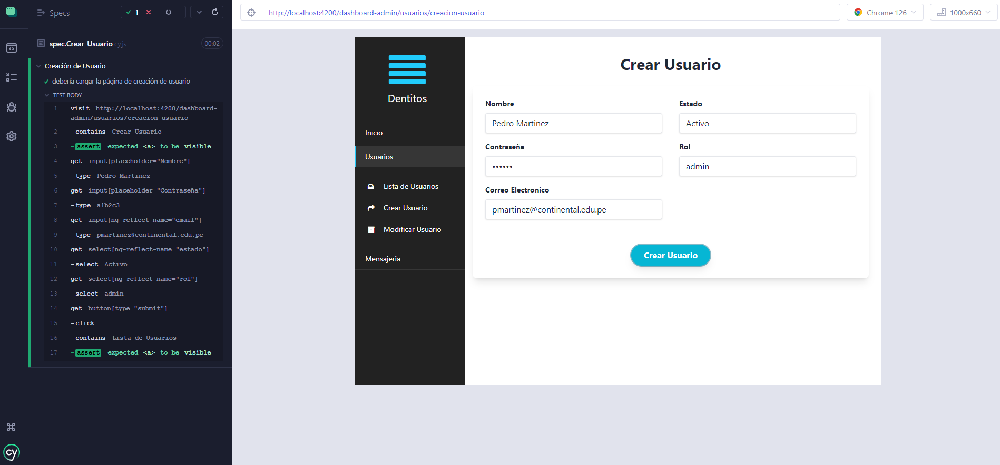 Specs
1
--
--
spec.Crear_Usuario.cy.js
00:02
Creación de Usuario
debería cargar la página de creación de usuario
TEST BODY
1 visit http://localhost:4200/dashboard-
admin/usuarios/creacion-usuario
2 -contains Crear Usuario
3 -assert expected <a> to be visible
4 get input[placeholder="Nombre"]
5 -type Pedro Martinez
6 get input[placeholder="Contraseña"]
7 -type a1b2c3
8 get input[ng-reflect-name="email"]
9 -type pmartinez@continental.edu.pe
10 get select[ng-reflect-name="estado"]
11 -select Activo
12 get select[ng-reflect-name="rol"]
13 -select admin
14 get button[type="submit"]
15 -click
16 -contains Lista de Usuarios
17 -assert expected <a> to be visible
cy
http://localhost:4200/dashboard-admin/usuarios/creacion-usuario
Chrome 126
1000x660
Dentitos
Inicio
Usuarios
Lista de Usuarios
Crear Usuario
Modificar Usuario
Mensajeria
Crear Usuario
Nombre
Pedro Martinez
Estado
Activo
Contraseña
••••••
Rol
admin
Correo Electronico
pmartinez@continental.edu.pe
Crear Usuario